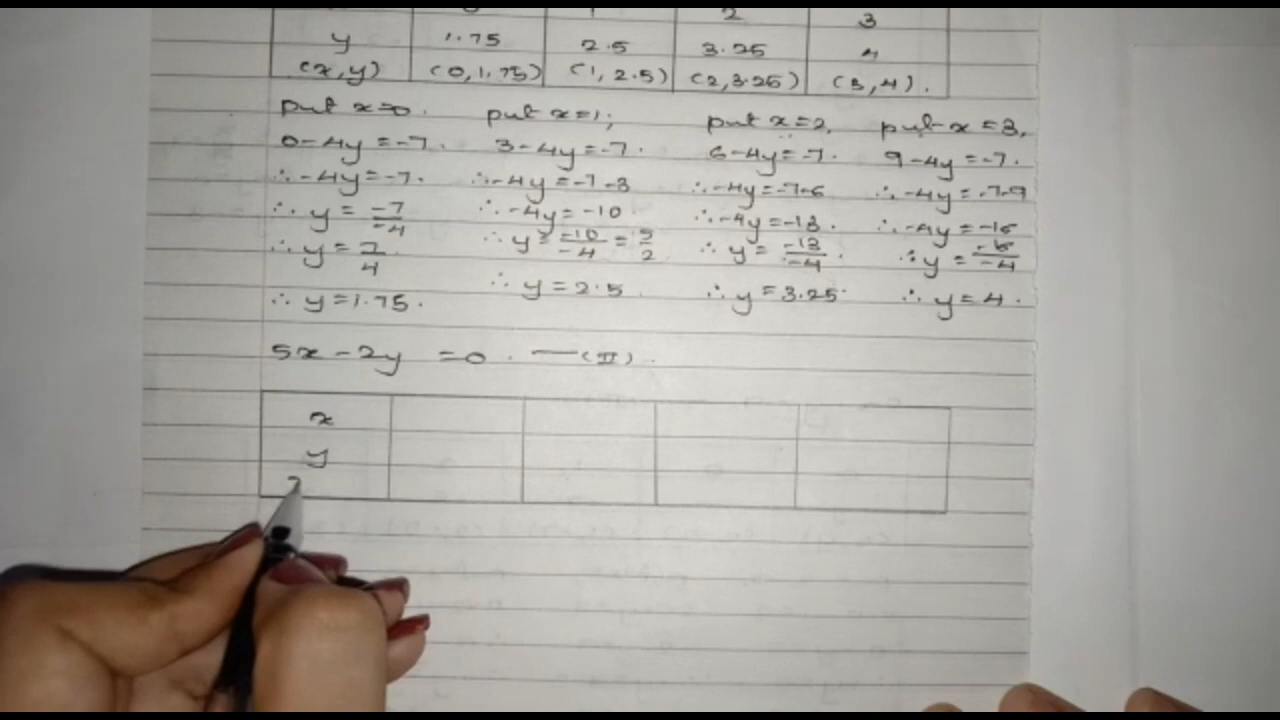 0 1 2 3
y 1.75 2.5 3.25 4
(x,y) (0,1.75) (1,2.5) (2,3.25) (3,4).
put x=0. put x=1; put x=2, put x=3,
0-4y=-7. 3-4y=-7. 6-4y=-7. 9-4y=-7.
∴-4y=-7. ∴-4y=-7-3 ∴-4y=-7-6 ∴-4y=-7-9
∴ y = -7/-4 ∴-4y=-10 ∴-4y=-13. ∴-4y=-16
∴ y = 7/4 ∴ y = -10/-4 = 5/2 ∴ y = -13/-4. ∴ y = -16/-4
∴ y=1.75. ∴ y=2.5 ∴ y=3.25 ∴ y=4.
5x-2y =0. —(II).
x
y